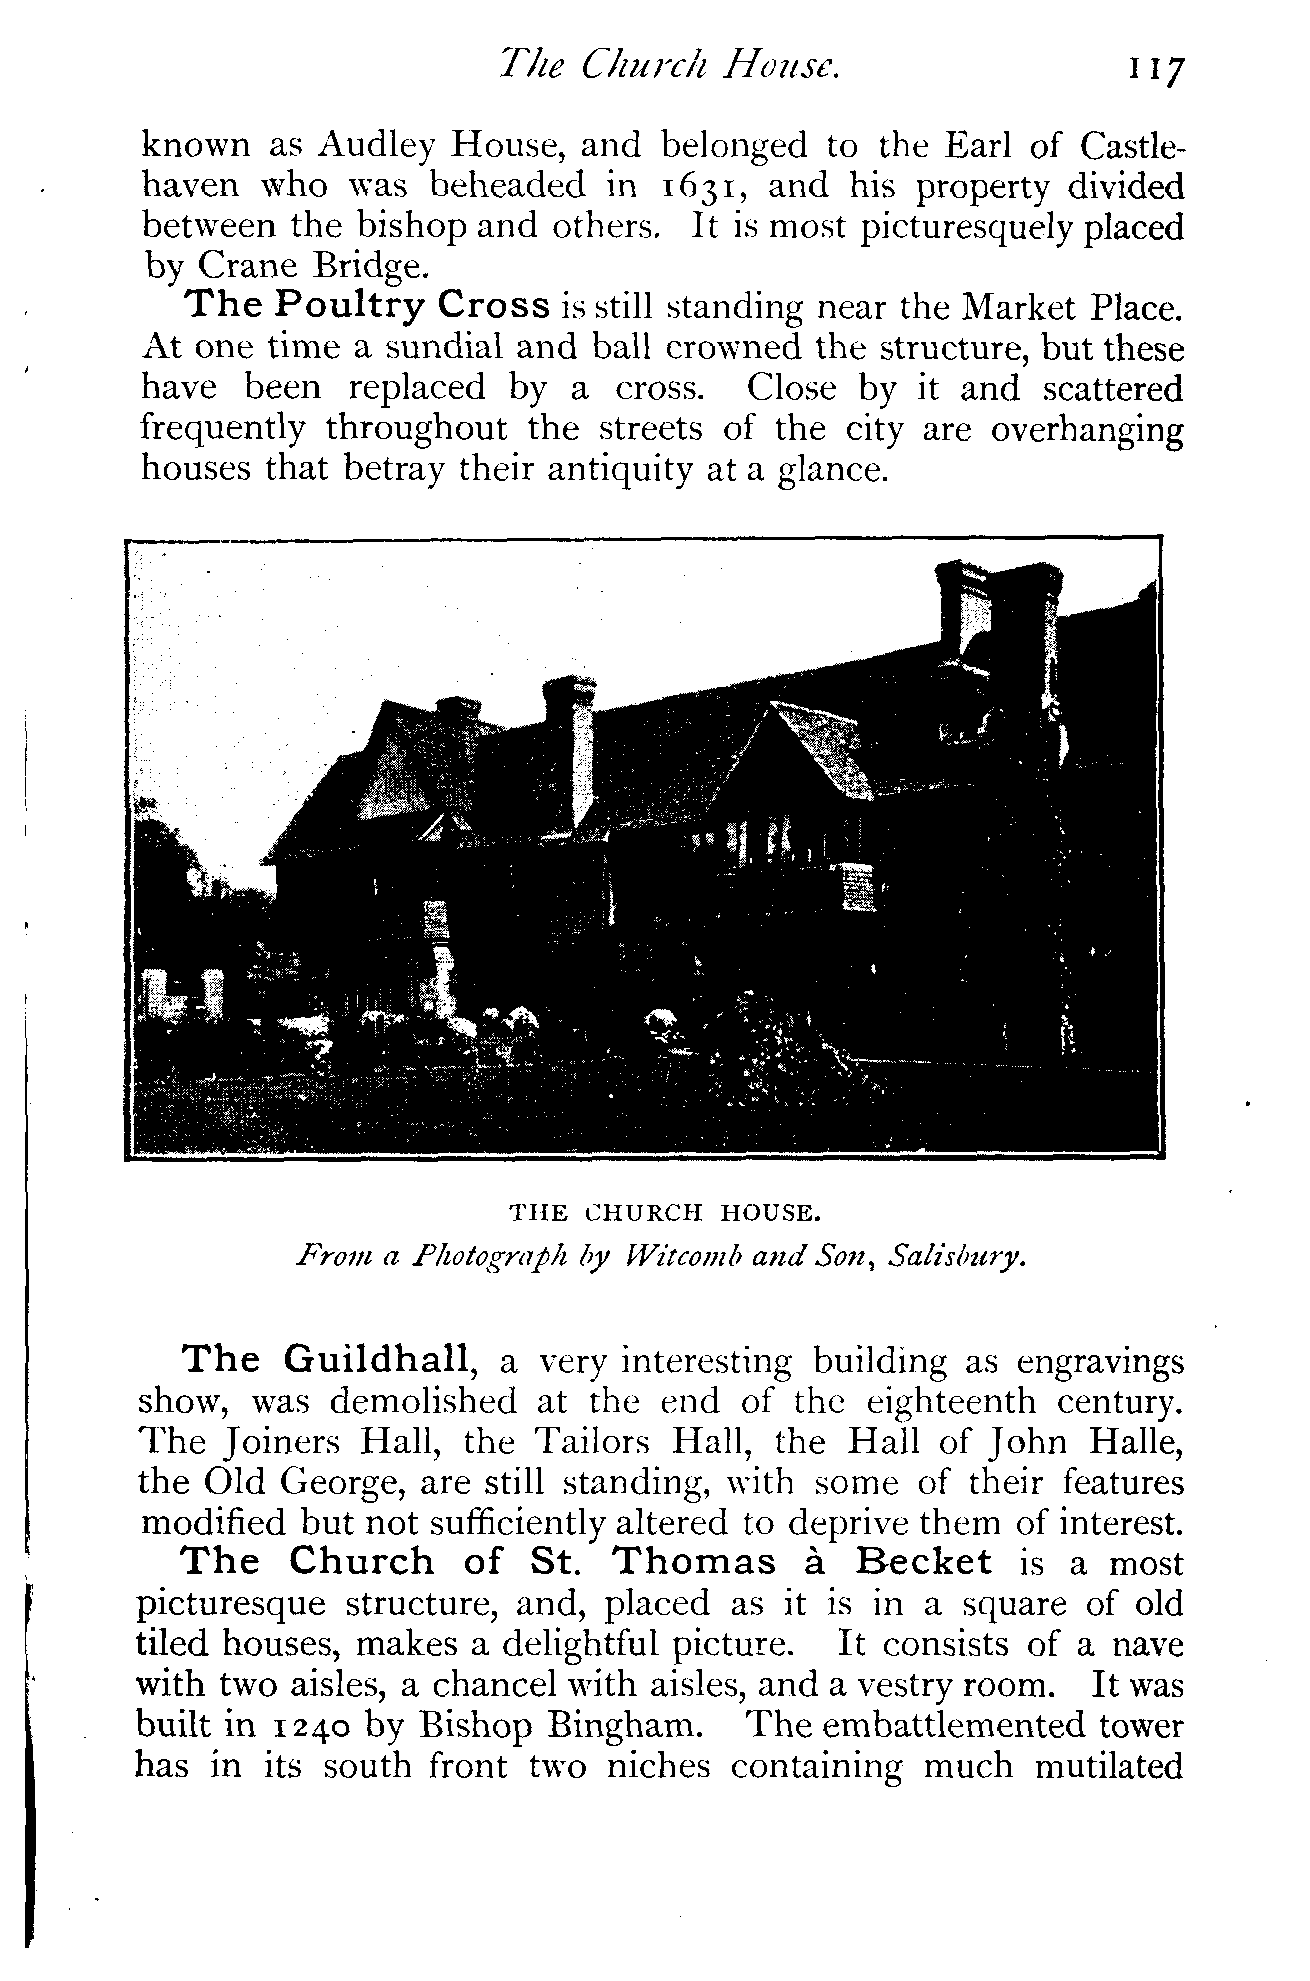 The Church House. 117
known as Audley House, and belonged to the Earl of Castle-
haven who was beheaded in 1631, and his property divided
between the bishop and others. It is most picturesquely placed
by Crane Bridge.
The Poultry Cross is still standing near the Market Place.
At one time a sundial and ball crowned the structure, but these
have been replaced by a cross. Close by it and scattered
frequently throughout the streets of the city are overhanging
houses that betray their antiquity at a glance.
THE CHURCH HOUSE.
From a Photograph by Witcomb and Son, Salisbury.
The Guildhall, a very interesting building as engravings
show, was demolished at the end of the eighteenth century.
The Joiners Hall, the Tailors Hall, the Hall of John Halle,
the Old George, are still standing, with some of their features
modified but not sufficiently altered to deprive them of interest.
The Church of St. Thomas à Becket is a most
picturesque structure, and, placed as it is in a square of old
tiled houses, makes a delightful picture. It consists of a nave
with two aisles, a chancel with aisles, and a vestry room. It was
built in 1240 by Bishop Bingham. The embattlemented tower
has in its south front two niches containing much mutilated